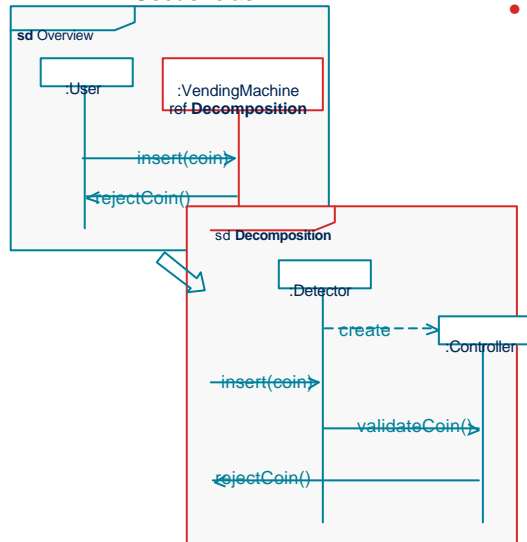 sd Overview
:User
:VendingMachine
ref Decomposition
insert(coin)
rejectCoin()
sd Decomposition
:Detector
create
:Controller
insert(coin)
validateCoin()
rejectCoin()